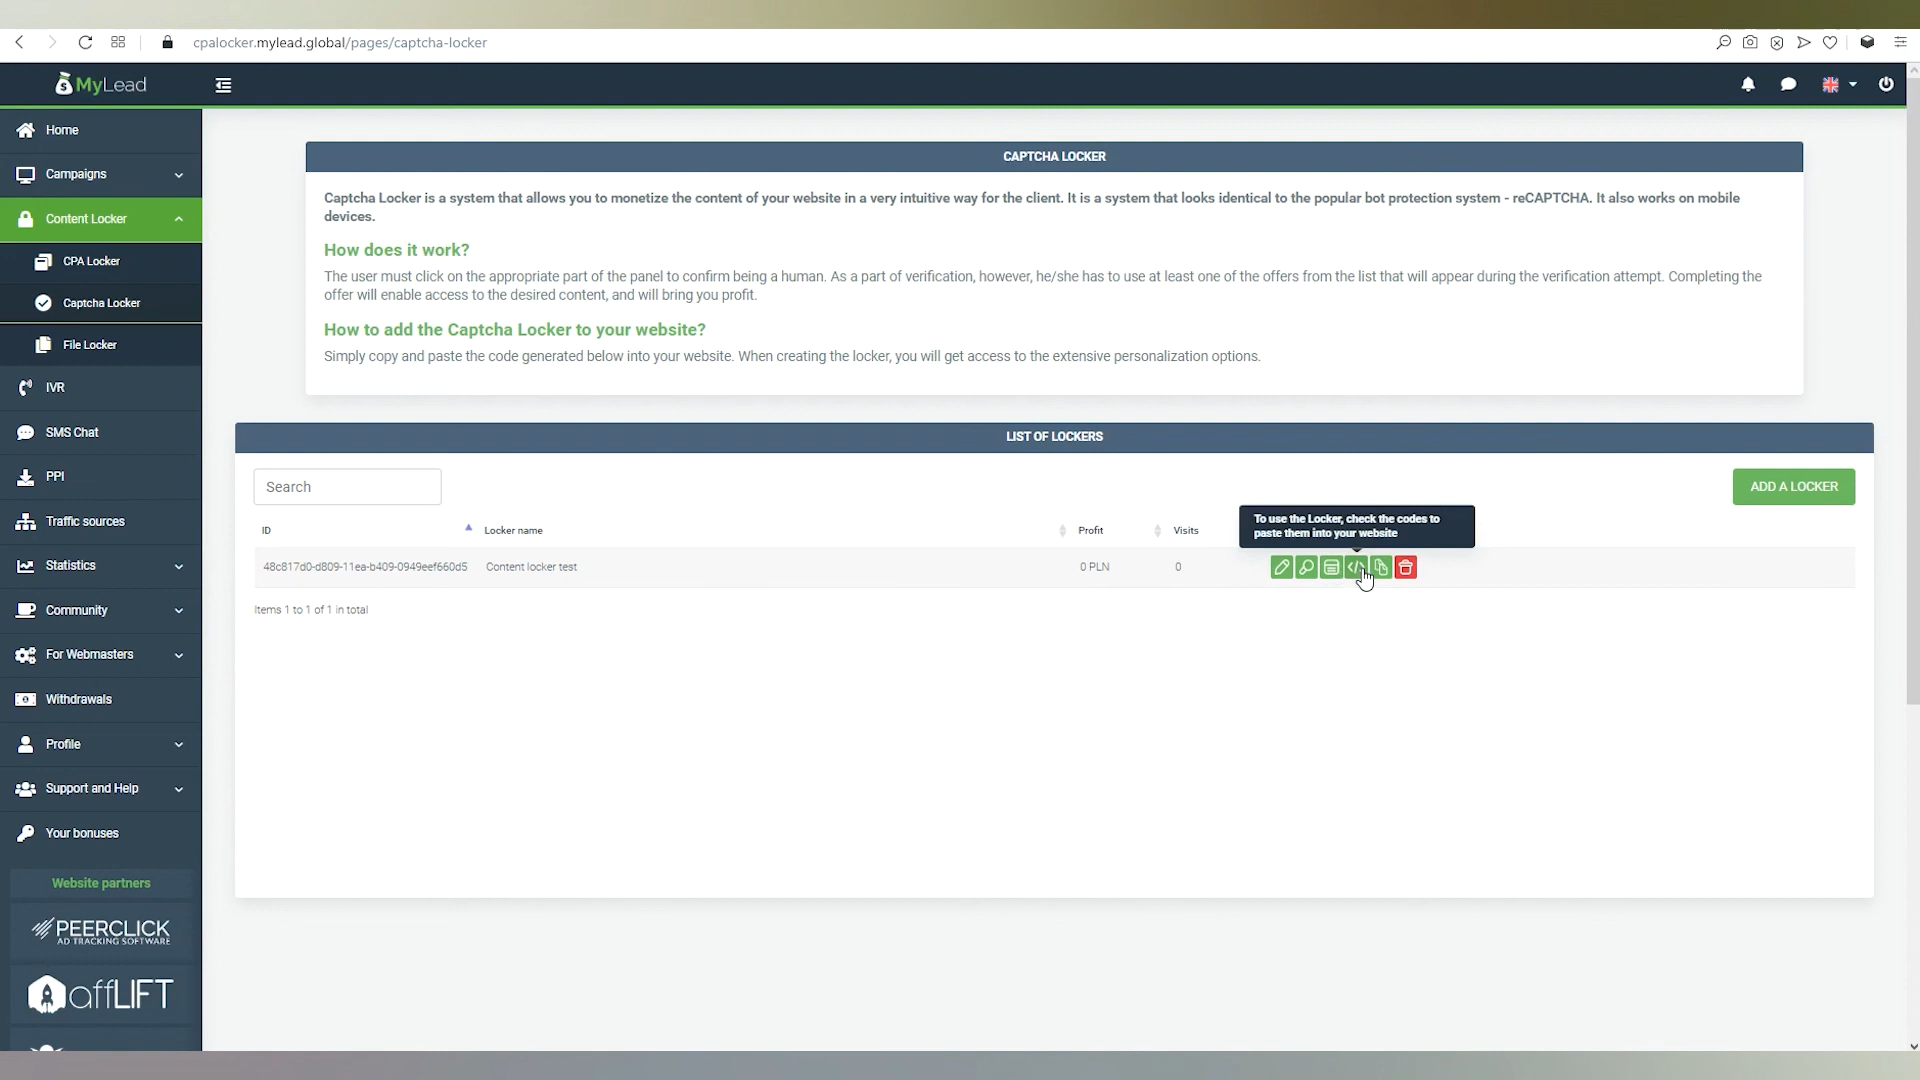 cpalocker.mylead.global/pages/captcha-locker
MyLead
Home
Campaigns
Content Locker
CPA Locker
Captcha Locker
File Locker
IVR
SMS Chat
PPI
Traffic sources
Statistics
Community
For Webmasters
Withdrawals
Profile
Support and Help
Your bonuses
Website partners
PEERCLICK
AD TRACKING SOFTWARE
affLIFT
CAPTCHA LOCKER
Captcha Locker is a system that allows you to monetize the content of your website in a very intuitive way for the client. It is a system that looks identical to the popular bot protection system - reCAPTCHA. It also works on mobile
devices.
How does it work?
The user must click on the appropriate part of the panel to confirm being a human. As a part of verification, however, he/she has to use at least one of the offers from the list that will appear during the verification attempt. Completing the
offer will enable access to the desired content, and will bring you profit.
How to add the Captcha Locker to your website?
Simply copy and paste the code generated below into your website. When creating the locker, you will get access to the extensive personalization options.
LIST OF LOCKERS
Search
ADD A LOCKER
To use the Locker, check the codes to
paste them into your website
ID Locker name Profit Visits
48c817d0-d809-11ea-b409-0949eef660d5 Content locker test 0 PLN 0
Items 1 to 1 of 1 in total